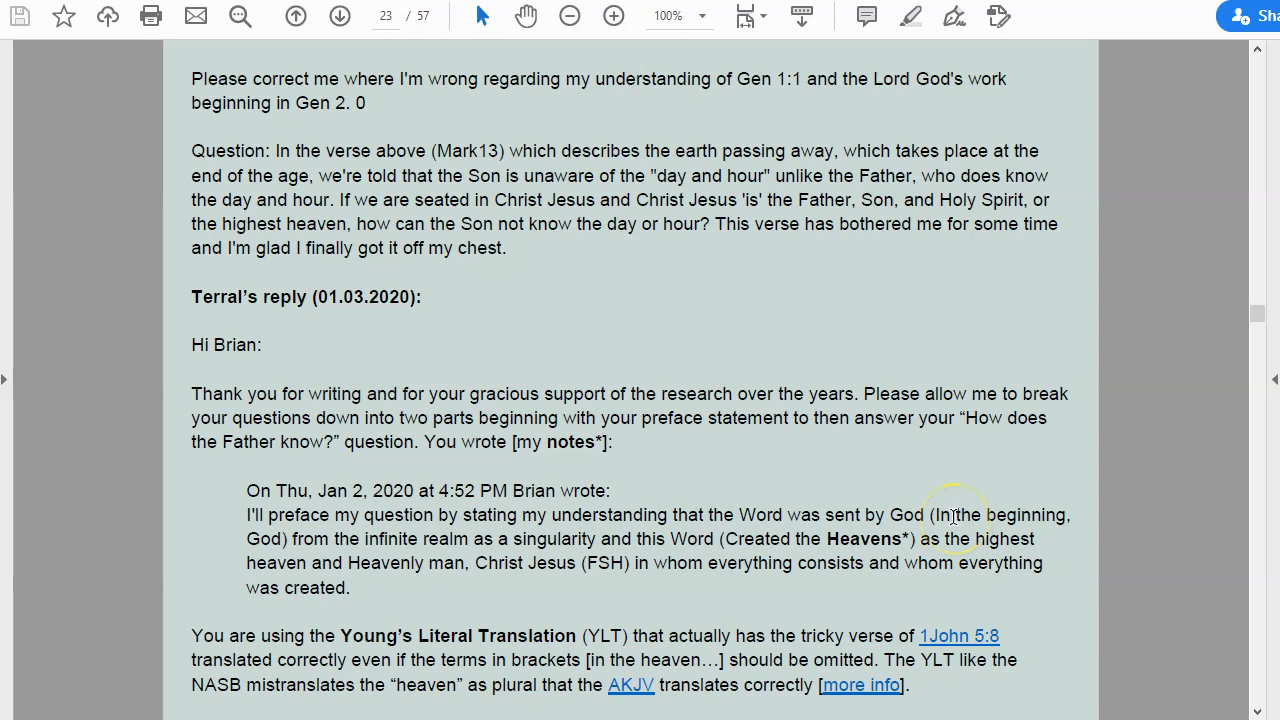 23 / 57
100%
Sha
Please correct me where I'm wrong regarding my understanding of Gen 1:1 and the Lord God's work
beginning in Gen 2. 0
Question: In the verse above (Mark13) which describes the earth passing away, which takes place at the
end of the age, we're told that the Son is unaware of the "day and hour" unlike the Father, who does know
the day and hour. If we are seated in Christ Jesus and Christ Jesus 'is' the Father, Son, and Holy Spirit, or
the highest heaven, how can the Son not know the day or hour? This verse has bothered me for some time
and I'm glad I finally got it off my chest.
Terral’s reply (01.03.2020):
Hi Brian:
Thank you for writing and for your gracious support of the research over the years. Please allow me to break
your questions down into two parts beginning with your preface statement to then answer your “How does
the Father know?” question. You wrote [my notes*]:
On Thu, Jan 2, 2020 at 4:52 PM Brian wrote:
I'll preface my question by stating my understanding that the Word was sent by God (In the beginning,
God) from the infinite realm as a singularity and this Word (Created the Heavens*) as the highest
heaven and Heavenly man, Christ Jesus (FSH) in whom everything consists and whom everything
was created.
You are using the Young’s Literal Translation (YLT) that actually has the tricky verse of 1John 5:8
translated correctly even if the terms in brackets [in the heaven…] should be omitted. The YLT like the
NASB mistranslates the “heaven” as plural that the AKJV translates correctly [more info].